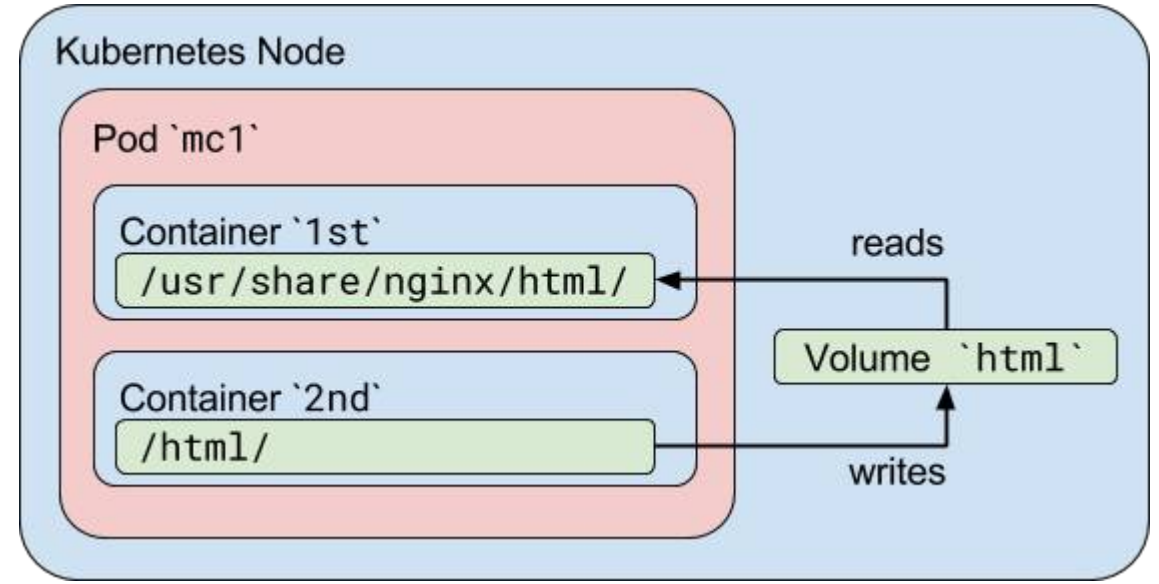 Kubernetes Node
Pod `mc1`
Container `1st`
/usr/share/nginx/html/
reads
Volume `html`
Container `2nd`
/html/
writes